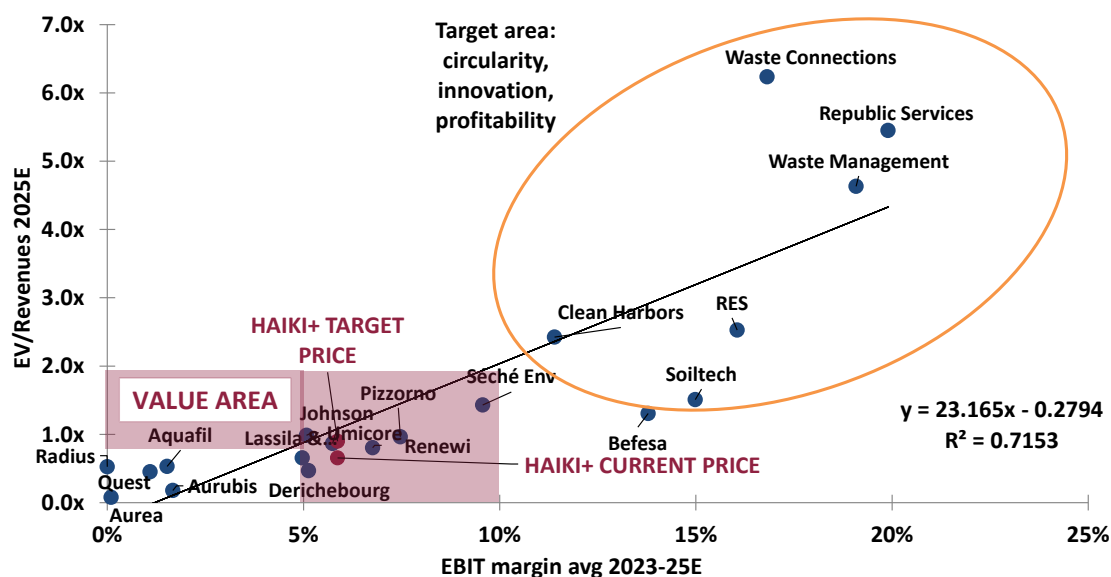 7.0x
6.0x
5.0x
4.0x
3.0x
2.0x
1.0x
0.0x
EV/Revenues 2025E
Target area:
circularity,
innovation,
profitability
Waste Connections
Republic Services
Waste Management
Clean Harbors
RES
HAIKI+ TARGET
PRICE
Seché Env
Soiltech
VALUE AREA
Pizzorno
Johnson
Umicore
Lassila &...
Renewi
Befesa
y = 23.165x - 0.2794
R² = 0.7153
Aquafil
Radius
HAIKI+ CURRENT PRICE
Quest
Aurubis
Derichebourg
Aurea
0%
5%
10%
15%
20%
25%
EBIT margin avg 2023-25E